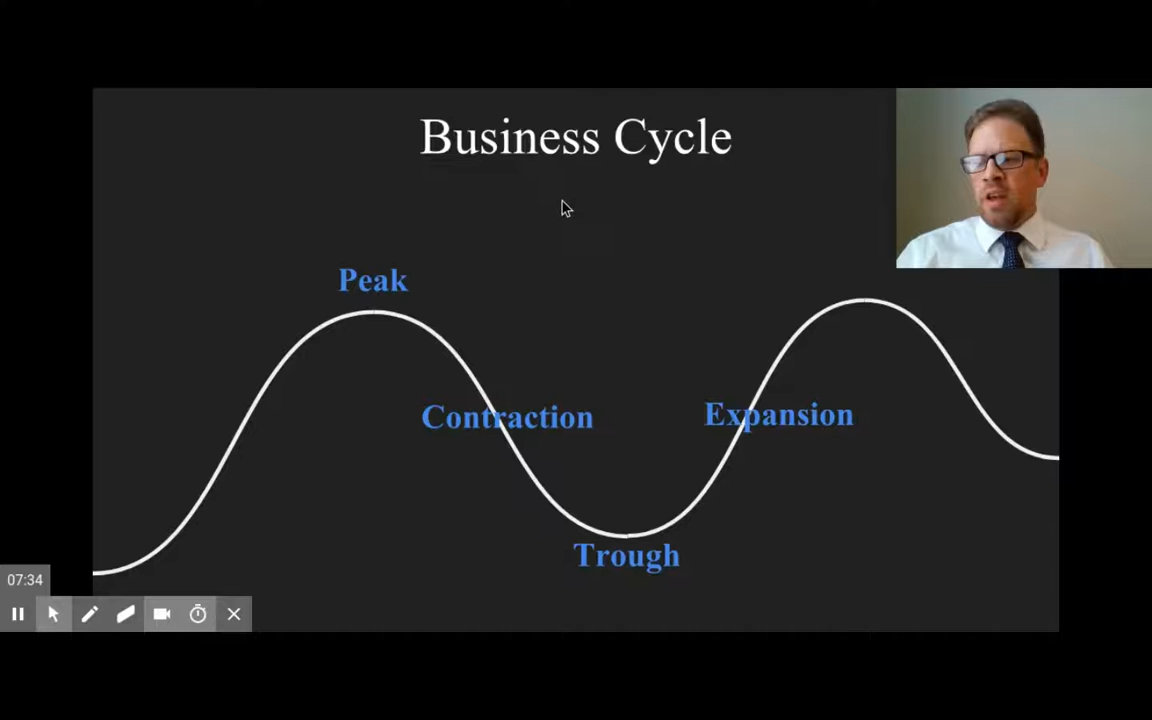 Business Cycle
Peak
Contraction
Expansion
Trough
07:34